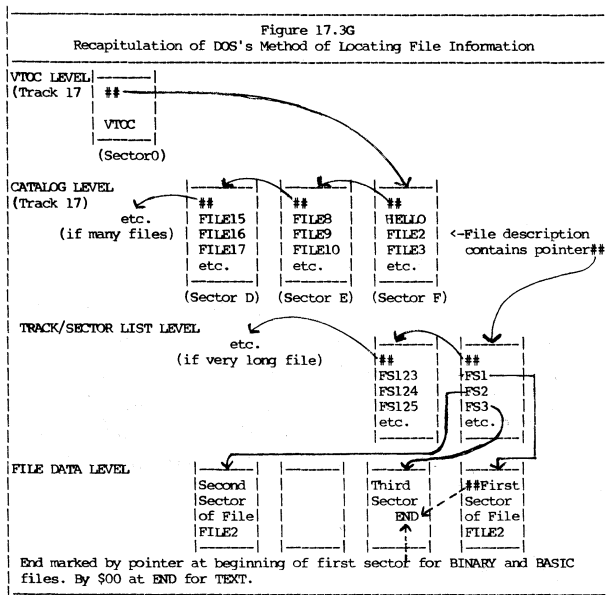 Figure 17.3G
Recapitulation of DOS's Method of Locating File Information
VTOC LEVEL
(Track 17
##
VTOC
(Sector0)
CATALOG LEVEL
(Track 17)
## ## ##
etc. FILE15 FILE8 HELLO <-File description
(if many files) FILE16 FILE9 FILE2 contains pointer##
FILE17 FILE10 FILE3
etc. etc. etc.
(Sector D) (Sector E) (Sector F)
TRACK/SECTOR LIST LEVEL
etc.
(if very long file)
## ##
FS123 FS1
FS124 FS2
FS125 FS3
etc. etc.
FILE DATA LEVEL
Second Third ##First
Sector Sector Sector
of File END of File
FILE2 FILE2
End marked by pointer at beginning of first sector for BINARY and BASIC
files. By $00 at END for TEXT.